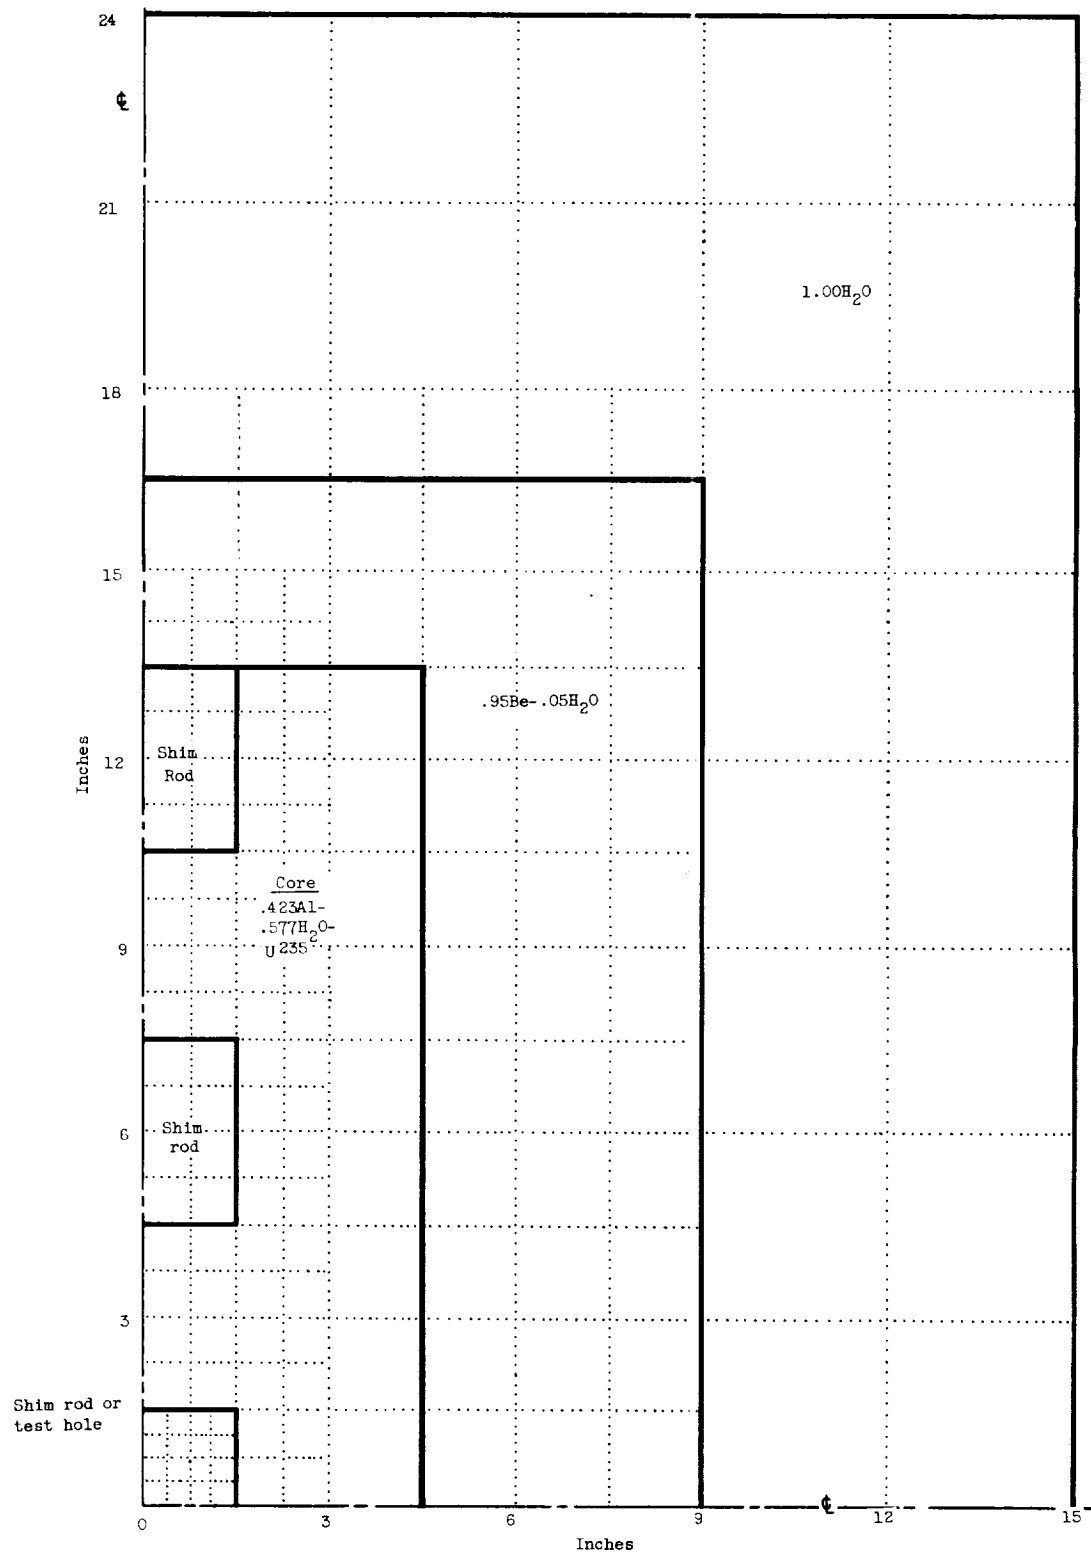 24
℄
21
1.00H₂O
18
15
.95Be-.05H₂O
Inches
Shim
Rod
12
Core
.423Al-
.577H₂O-
U 235
9
Shim
rod
6
3
Shim rod or
test hole
℄
0
3
6
9
12
15
Inches